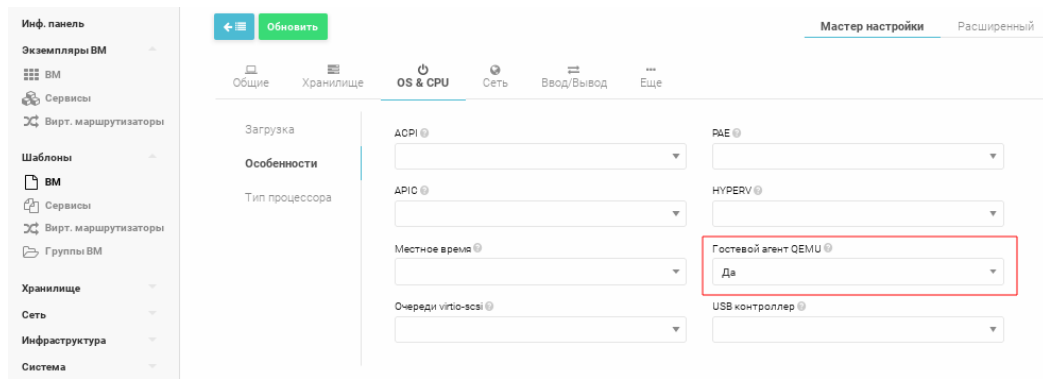 Инф. панель
Экземпляры ВМ
ВМ
Сервисы
Вирт. маршрутизаторы
Шаблоны
ВМ
Сервисы
Вирт. маршрутизаторы
Группы ВМ
Хранилище
Сеть
Инфраструктура
Система
Обновить
Мастер настройки Расширенный
Общие Хранилище OS & CPU Сеть Ввод/Вывод Еще
Загрузка
Особенности
Тип процессора
ACPI PAE
APIC HYPERV
Местное время Гостевой агент QEMU
Да
Очереди virtio-scsi USB контроллер